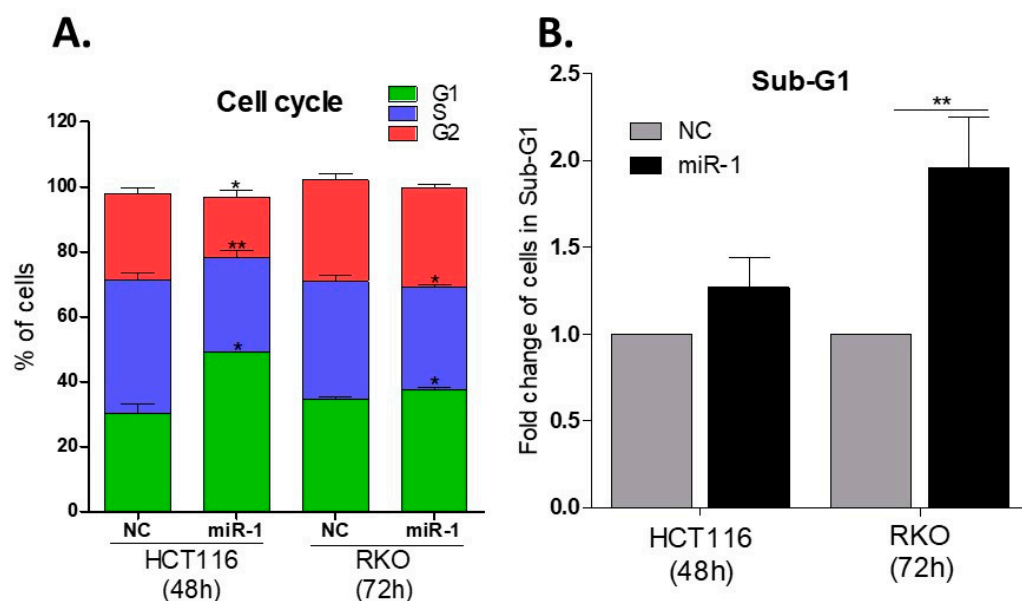 A.
Cell cycle
G1
S
G2
% of cells
120
100
80
60
40
20
0
*
**
*
*
*
NC
miR-1
NC
miR-1
HCT116
(48h)
RKO
(72h)
B.
Sub-G1
NC
miR-1
**
Fold change of cells in Sub-G1
2.5
2.0
1.5
1.0
0.5
0.0
HCT116
(48h)
RKO
(72h)